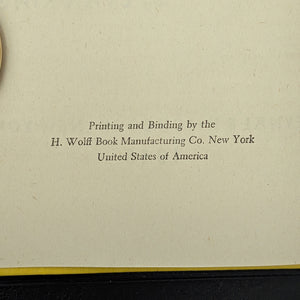 Printing and Binding by the
H. Wolff Book Manufacturing Co. New York
United States of America